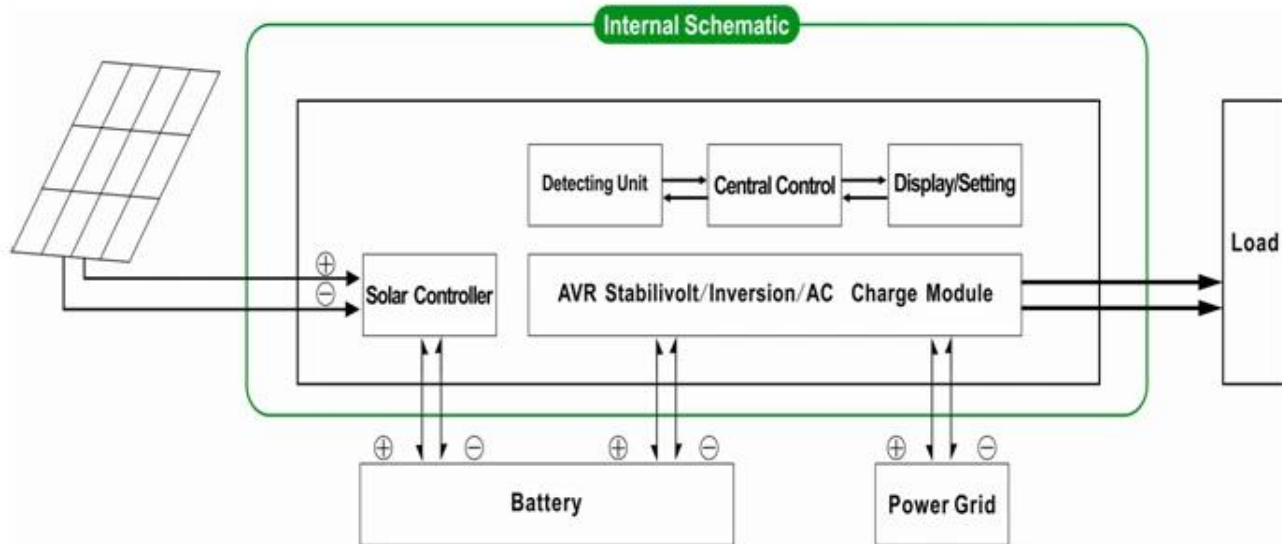 Internal Schematic
Detecting Unit
Central Control
Display/Setting
Load
⊕
⊖
Solar Controller
AVR Stabilivolt/Inversion/AC Charge Module
⊕ ⊖ ⊕ ⊖ ⊕ ⊖
Battery
Power Grid